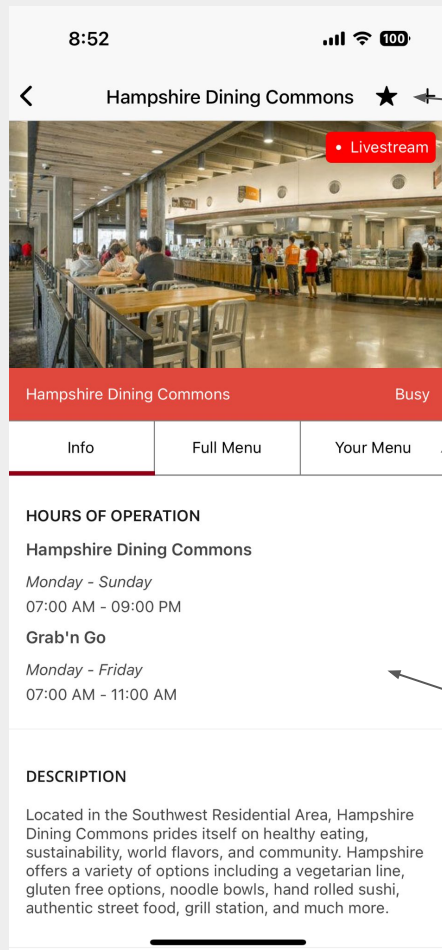 8:52
100
Hampshire Dining Commons
• Livestream
Hampshire Dining Commons
Busy
Info
Full Menu
Your Menu
HOURS OF OPERATION
Hampshire Dining Commons
Monday - Sunday
07:00 AM - 09:00 PM
Grab'n Go
Monday - Friday
07:00 AM - 11:00 AM
DESCRIPTION
Located in the Southwest Residential Area, Hampshire
Dining Commons prides itself on healthy eating,
sustainability, world flavors, and community. Hampshire
offers a variety of options including a vegetarian line,
gluten free options, noodle bowls, hand rolled sushi,
authentic street food, grill station, and much more.